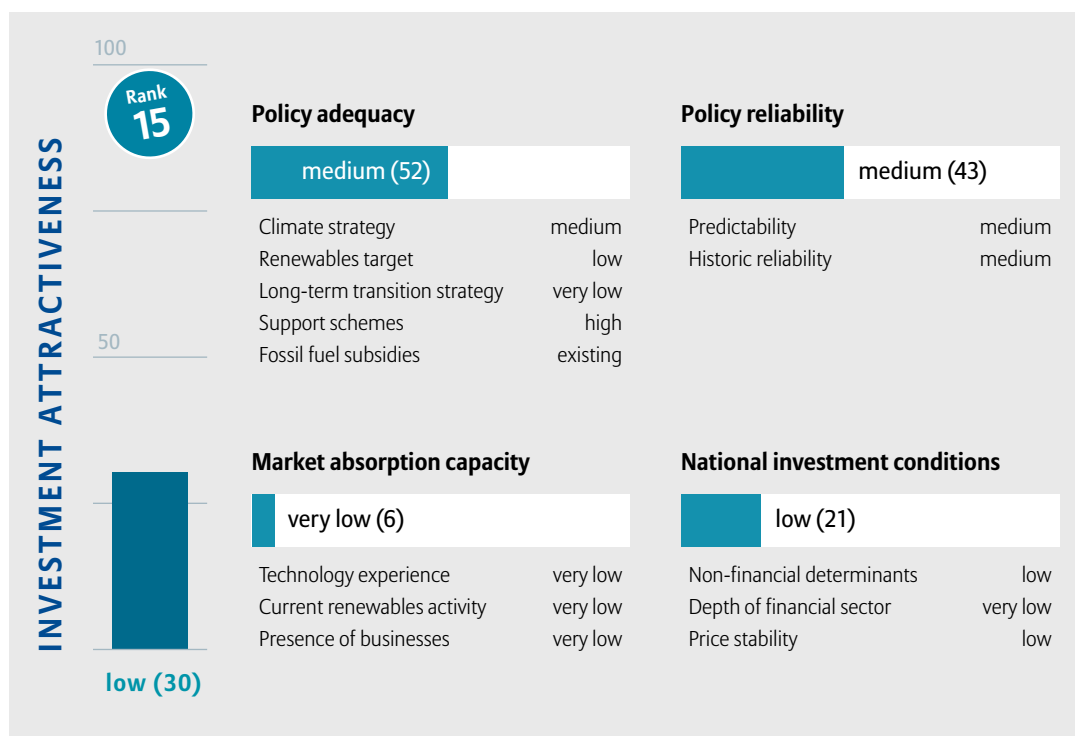 INVESTMENT ATTRACTIVENESS
100
Rank
15
50
low (30)
Policy adequacy
medium (52)
Climate strategy medium
Renewables target low
Long-term transition strategy very low
Support schemes high
Fossil fuel subsidies existing
Policy reliability
medium (43)
Predictability medium
Historic reliability medium
Market absorption capacity
very low (6)
Technology experience very low
Current renewables activity very low
Presence of businesses very low
National investment conditions
low (21)
Non-financial determinants low
Depth of financial sector very low
Price stability low